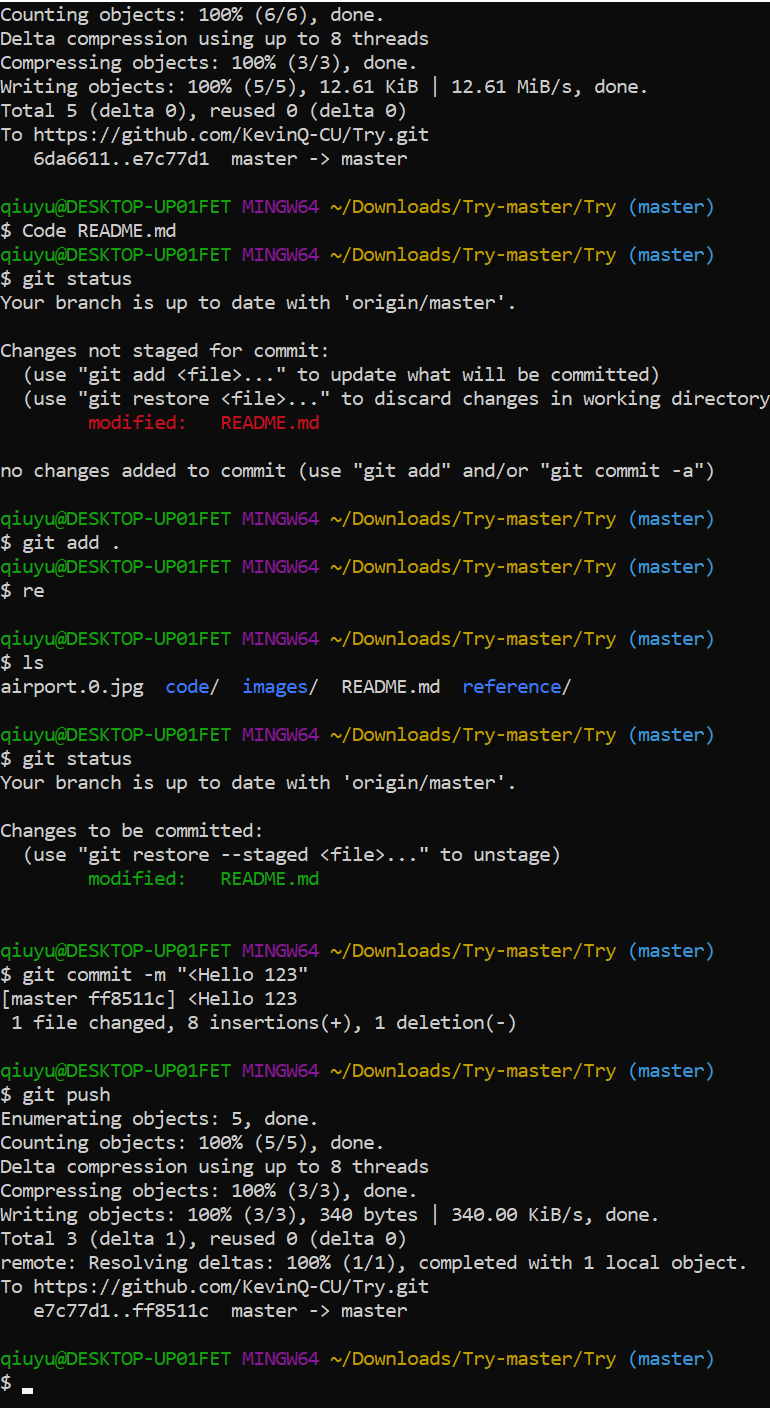 Counting objects: 100% (6/6), done.
Delta compression using up to 8 threads
Compressing objects: 100% (3/3), done.
Writing objects: 100% (5/5), 12.61 KiB | 12.61 MiB/s, done.
Total 5 (delta 0), reused 0 (delta 0)
To https://github.com/KevinQ-CU/Try.git
   6da6611..e7c77d1  master -> master

qiuyu@DESKTOP-UP01FET MINGW64 ~/Downloads/Try-master/Try (master)
$ Code README.md
qiuyu@DESKTOP-UP01FET MINGW64 ~/Downloads/Try-master/Try (master)
$ git status
Your branch is up to date with 'origin/master'.

Changes not staged for commit:
  (use "git add <file>..." to update what will be committed)
  (use "git restore <file>..." to discard changes in working directory
        modified:   README.md

no changes added to commit (use "git add" and/or "git commit -a")

qiuyu@DESKTOP-UP01FET MINGW64 ~/Downloads/Try-master/Try (master)
$ git add .
qiuyu@DESKTOP-UP01FET MINGW64 ~/Downloads/Try-master/Try (master)
$ re

qiuyu@DESKTOP-UP01FET MINGW64 ~/Downloads/Try-master/Try (master)
$ ls
airport.0.jpg  code/  images/  README.md  reference/

qiuyu@DESKTOP-UP01FET MINGW64 ~/Downloads/Try-master/Try (master)
$ git status
Your branch is up to date with 'origin/master'.

Changes to be committed:
  (use "git restore --staged <file>..." to unstage)
        modified:   README.md


qiuyu@DESKTOP-UP01FET MINGW64 ~/Downloads/Try-master/Try (master)
$ git commit -m "<Hello 123"
[master ff8511c] <Hello 123
 1 file changed, 8 insertions(+), 1 deletion(-)

qiuyu@DESKTOP-UP01FET MINGW64 ~/Downloads/Try-master/Try (master)
$ git push
Enumerating objects: 5, done.
Counting objects: 100% (5/5), done.
Delta compression using up to 8 threads
Compressing objects: 100% (3/3), done.
Writing objects: 100% (3/3), 340 bytes | 340.00 KiB/s, done.
Total 3 (delta 1), reused 0 (delta 0)
remote: Resolving deltas: 100% (1/1), completed with 1 local object.
To https://github.com/KevinQ-CU/Try.git
   e7c77d1..ff8511c  master -> master

qiuyu@DESKTOP-UP01FET MINGW64 ~/Downloads/Try-master/Try (master)
$